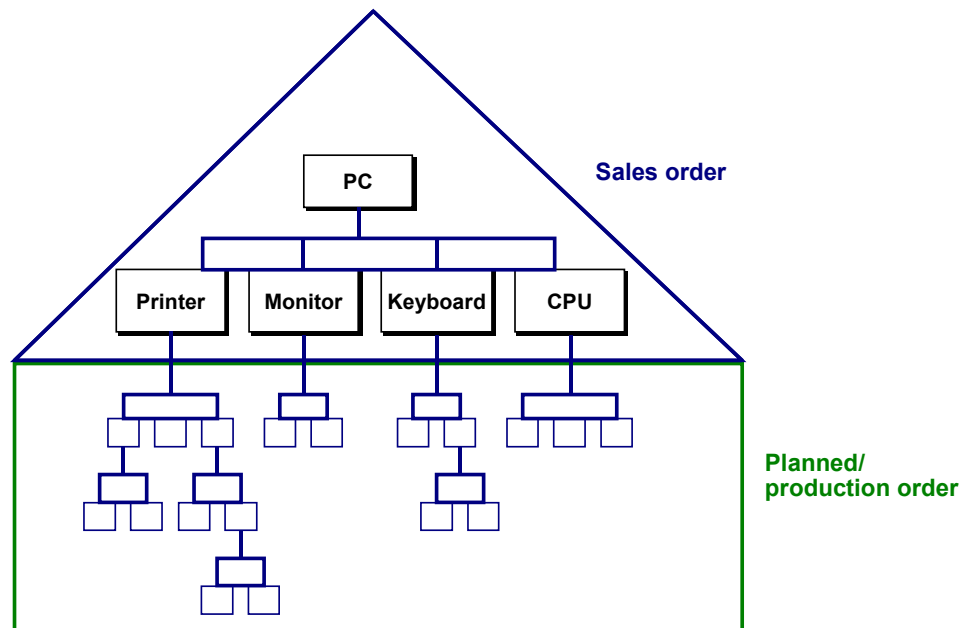 Sales order
PC
Printer
Monitor
Keyboard
CPU
Planned/
production order